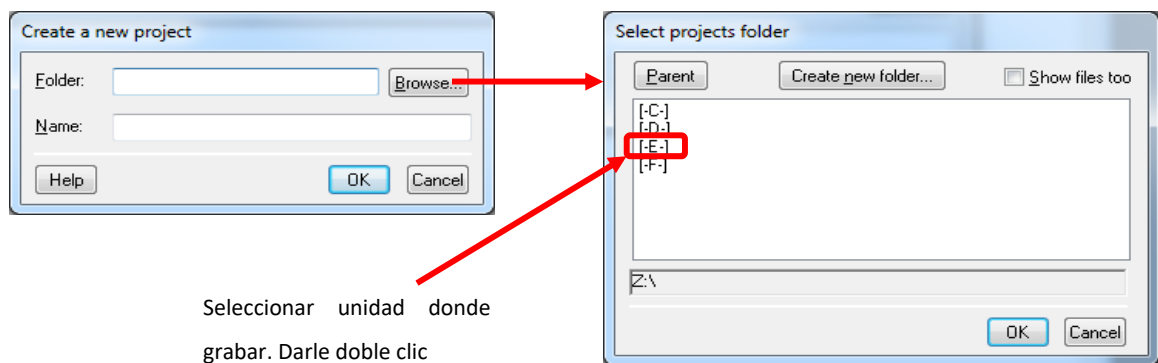 Create a new project
Folder:
Browse...
Name:
Help
OK
Cancel
Select projects folder
Parent
Create new folder...
Show files too
[-C-]
[-D-]
[-E-]
[-F-]
Z:\
OK
Cancel
Seleccionar unidad donde
grabar. Darle doble clic